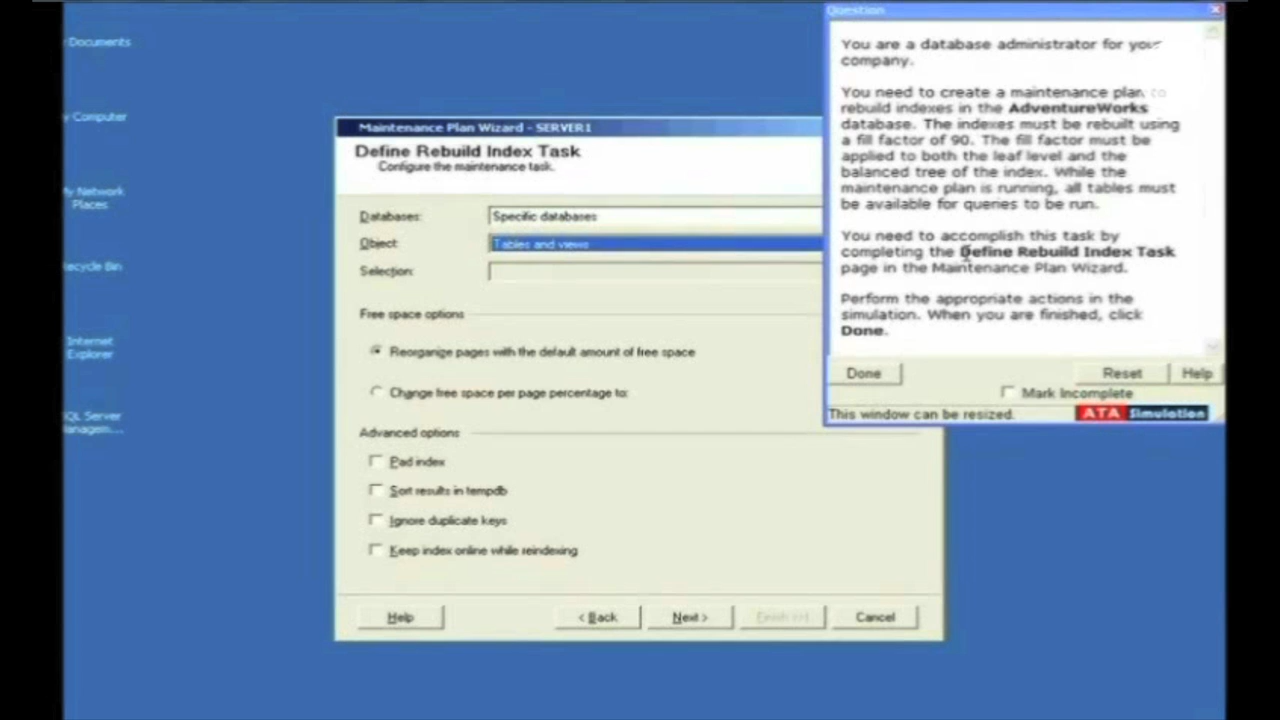 Documents
y Computer
y Network
Places
ecycle Bin
Internet
Explorer
QL Server
anagem...
Maintenance Plan Wizard - SERVER1
Define Rebuild Index Task
Configure the maintenance task.
Databases:
Specific databases
Object:
Tables and views
Selection:
Free space options
Reorganize pages with the default amount of free space
Change free space per page percentage to:
Advanced options
Pad index
Sort results in tempdb
Ignore duplicate keys
Keep index online while reindexing
Help
< Back
Next >
Cancel
Question
You are a database administrator for your
company.
You need to create a maintenance plan to
rebuild indexes in the AdventureWorks
database. The indexes must be rebuilt using
a fill factor of 90. The fill factor must be
applied to both the leaf level and the
balanced tree of the index. While the
maintenance plan is running, all tables must
be available for queries to be run.
You need to accomplish this task by
completing the Define Rebuild Index Task
page in the Maintenance Plan Wizard.
Perform the appropriate actions in the
simulation. When you are finished, click
Done.
Done
Reset
Help
Mark Incomplete
This window can be resized.
ATA Simulation